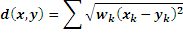 d(x,y) = ∑√w_k(x_k − y_k)²